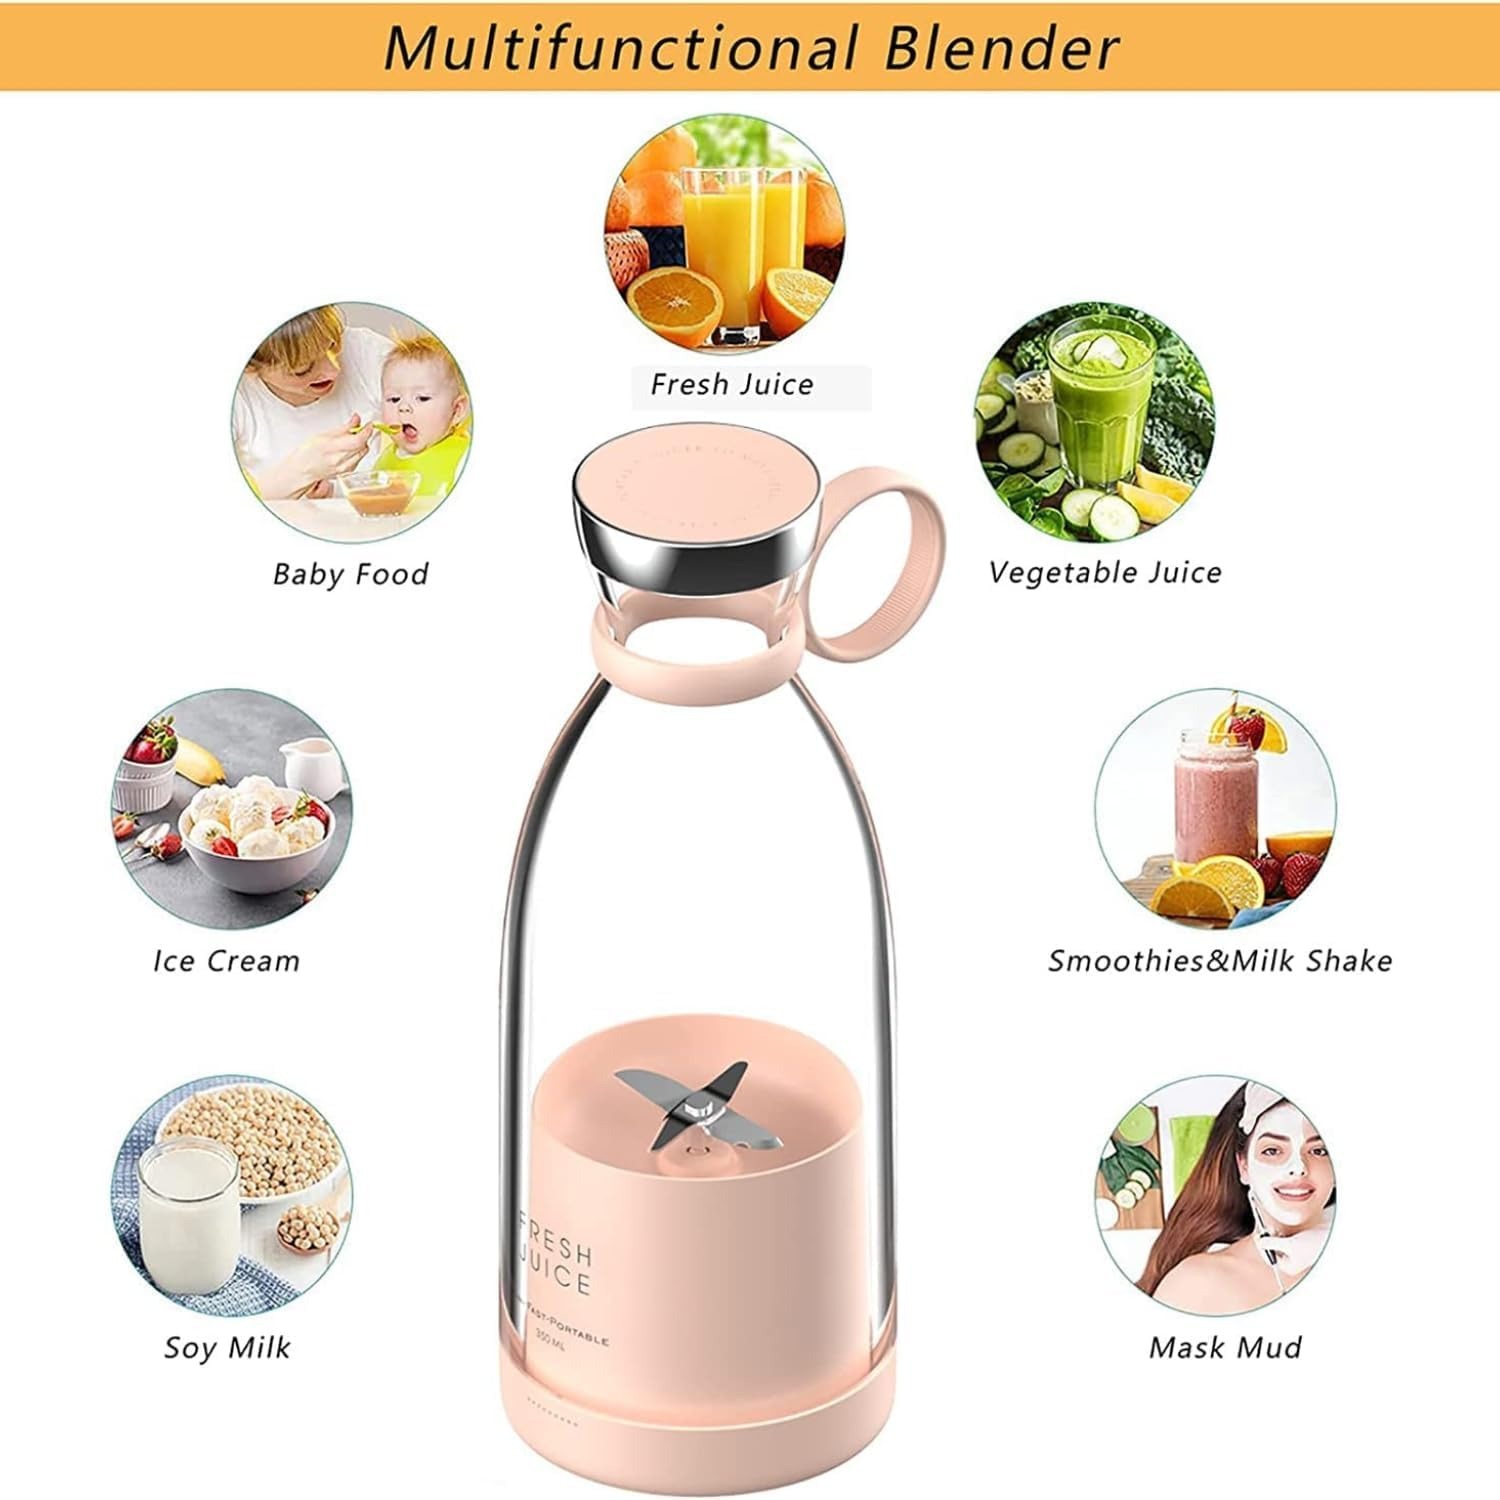 Multifunctional Blender
Fresh Juice
Baby Food
Vegetable Juice
Ice Cream
Smoothies&Milk Shake
Soy Milk
Mask Mud
FRESH
JUICE
FAST-PORTABLE
350 ML